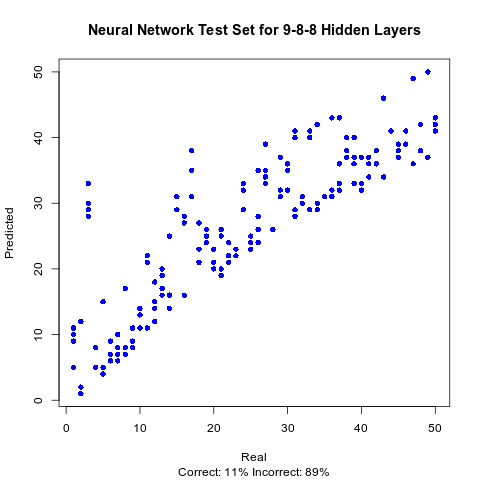 Neural Network Test Set for 9-8-8 Hidden Layers
50
40
30
20
10
0
Predicted
0 10 20 30 40 50
Real
Correct: 11% Incorrect: 89%